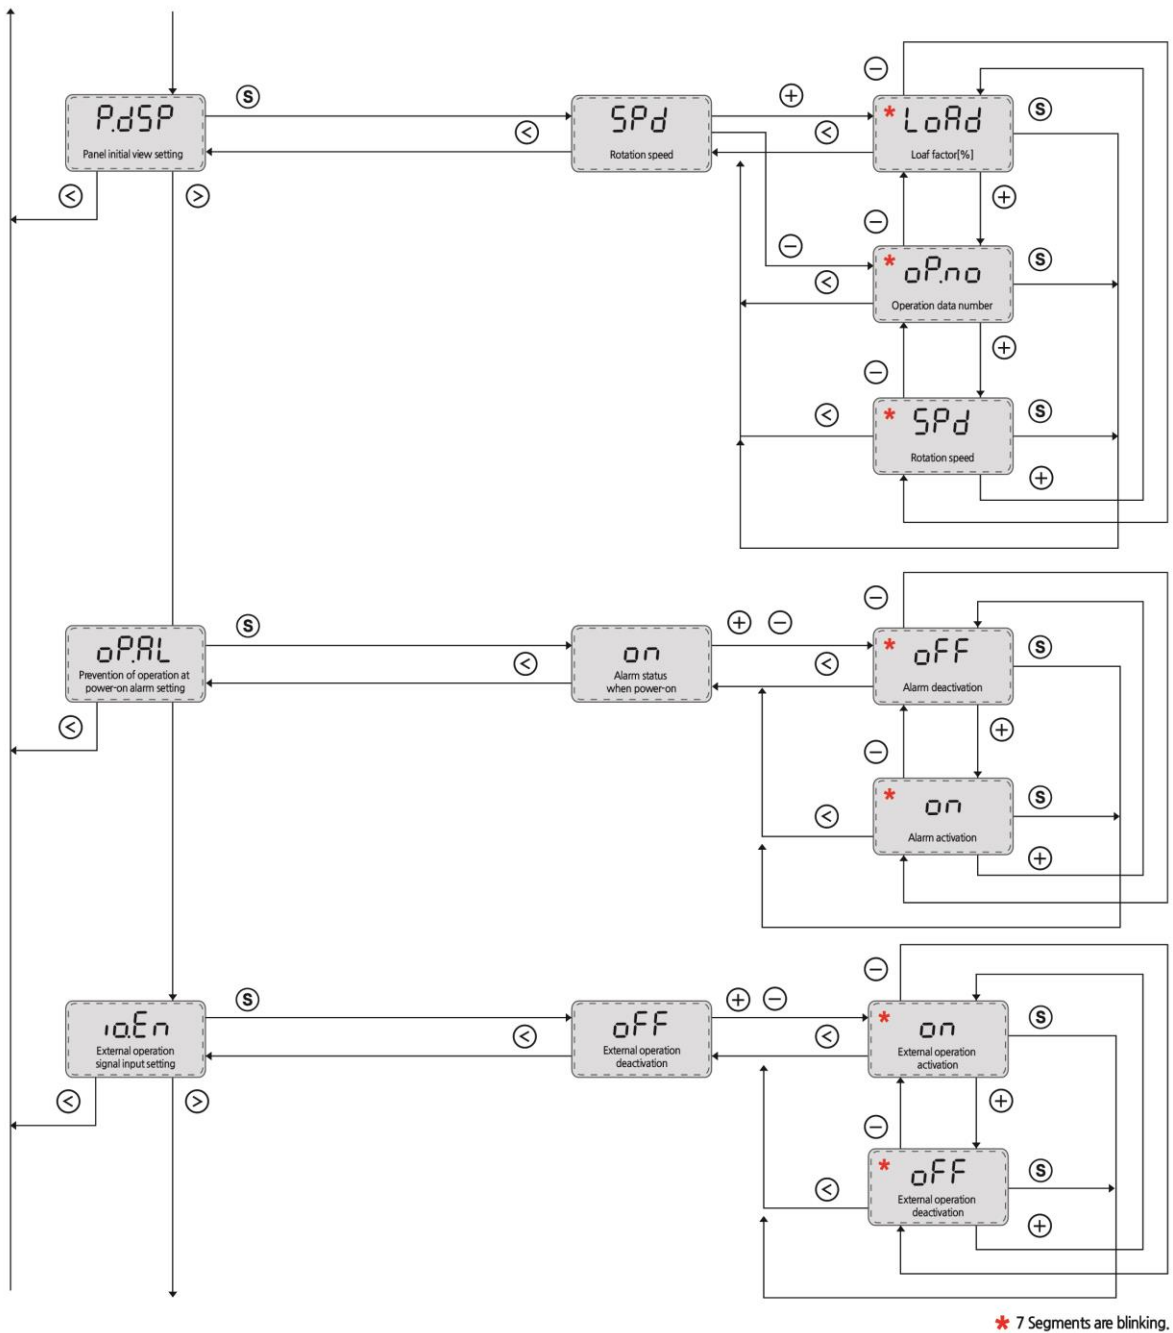 P.dSP
Panel initial view setting
S
<
SPd
Rotation speed
+
<
−
* LoAd
Loaf factor[%]
S
<
>
−
−
<
+
* oP.no
Operation data number
S
−
<
+
* SPd
Rotation speed
S
+
oP.AL
Prevention of operation at
power-on alarm setting
S
<
on
Alarm status
when power-on
+ −
<
−
* oFF
Alarm deactivation
S
<
−
+
<
* on
Alarm activation
S
+
io.En
External operation
signal input setting
S
<
oFF
External operation
deactivation
+ −
<
−
* on
External operation
activation
S
<
>
−
+
<
* oFF
External operation
deactivation
S
+
* 7 Segments are blinking.